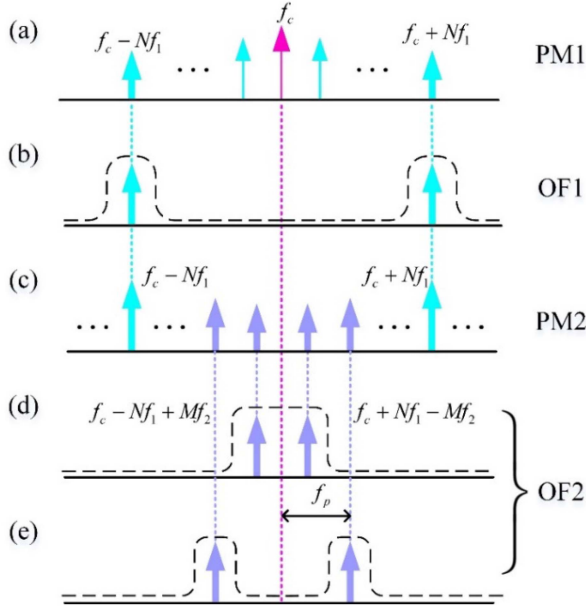 (a) f_c
f_c − Nf_1 ... ... f_c + Nf_1 PM1
(b) OF1
(c) f_c − Nf_1 f_c + Nf_1
... ... ... ... PM2
(d)
f_c − Nf_1 + Mf_2 f_c + Nf_1 − Mf_2
f_p OF2
(e)